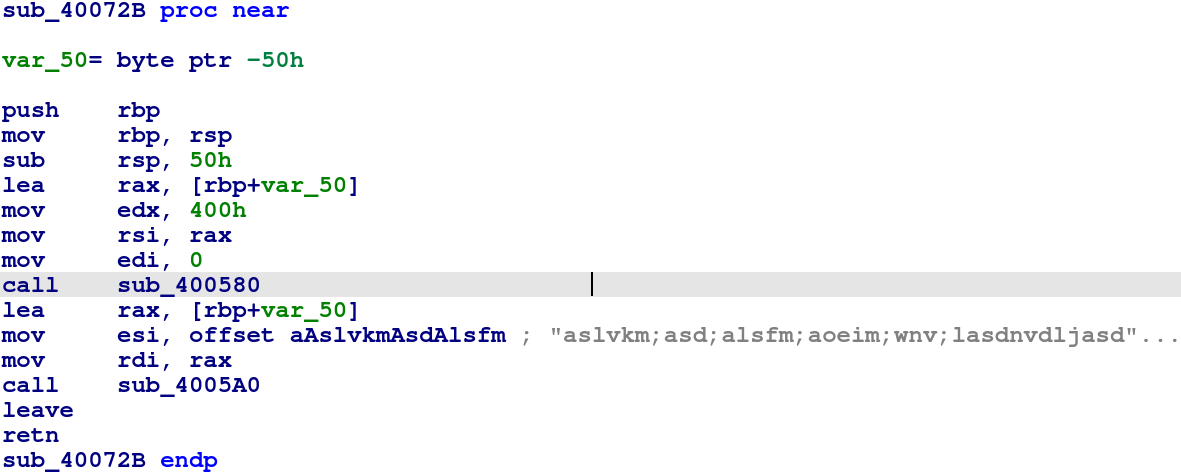 sub_40072B proc near
var_50= byte ptr -50h
push rbp
mov rbp, rsp
sub rsp, 50h
lea rax, [rbp+var_50]
mov edx, 400h
mov rsi, rax
mov edi, 0
call sub_400580
lea rax, [rbp+var_50]
mov esi, offset aAslvkmAsdAlsfm ; "aslvkm;asd;alsfm;aoeim;wnv;lasdnvdljasd"...
mov rdi, rax
call sub_4005A0
leave
retn
sub_40072B endp